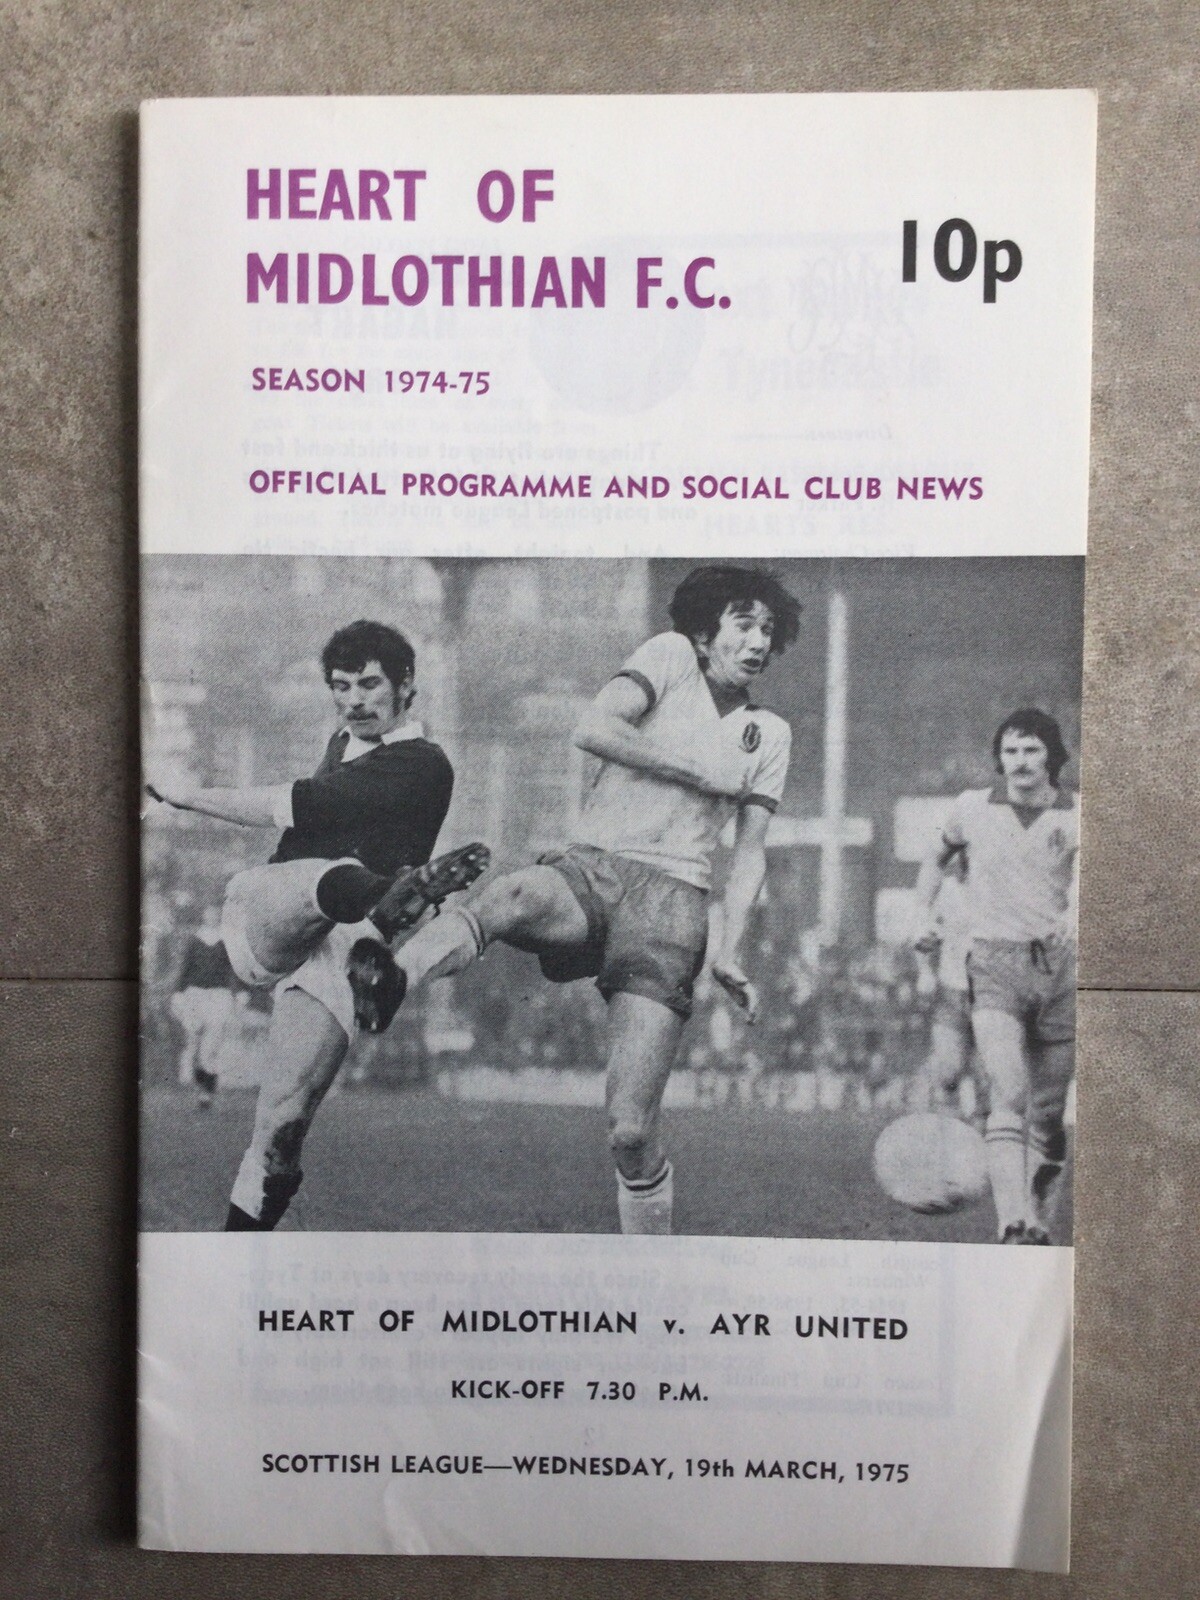 HEART OF
MIDLOTHIAN F.C.
10p
SEASON 1974-75
OFFICIAL PROGRAMME AND SOCIAL CLUB NEWS
HEART OF MIDLOTHIAN v. AYR UNITED
KICK-OFF 7.30 P.M.
SCOTTISH LEAGUE—WEDNESDAY, 19th MARCH, 1975